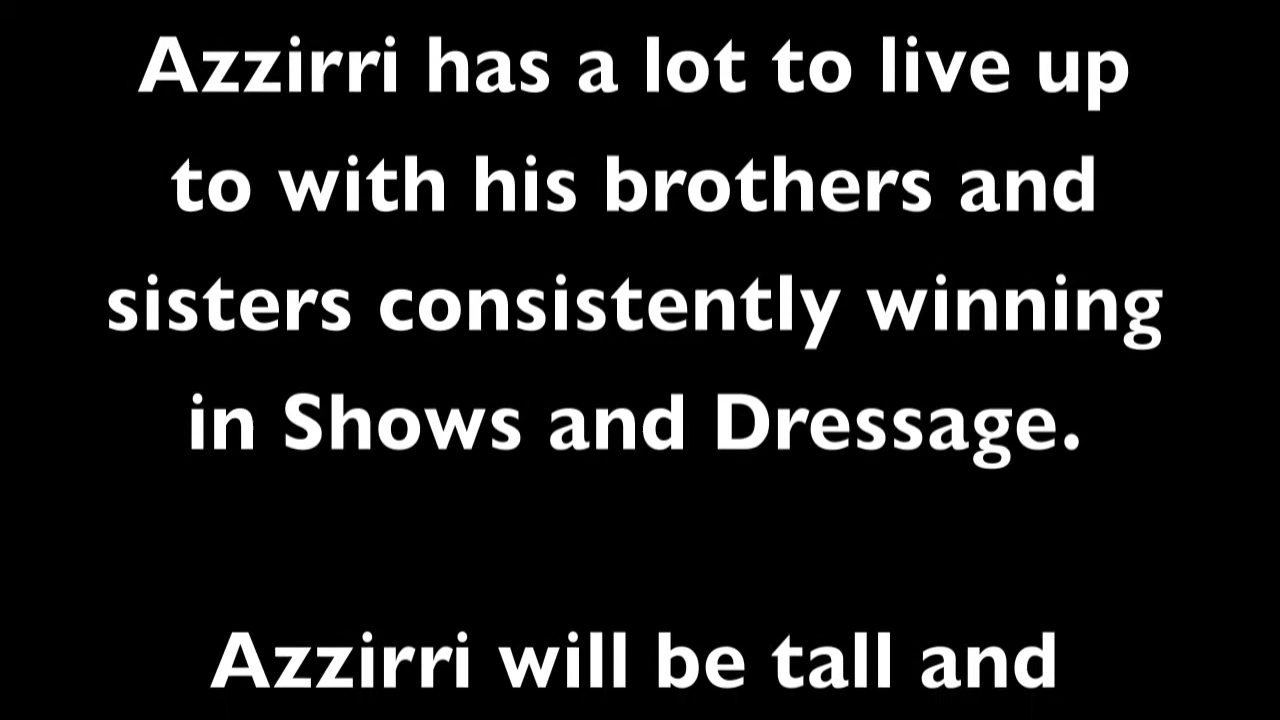 Azzirri has a lot to live up
to with his brothers and
sisters consistently winning
in Shows and Dressage.
Azzirri will be tall and